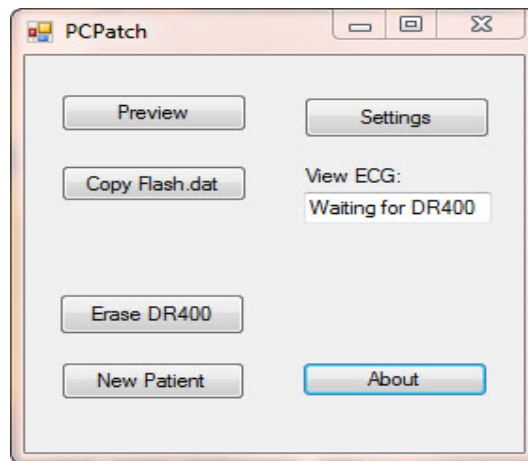 PCPatch
Preview
Settings
Copy Flash.dat
View ECG:
Waiting for DR400
Erase DR400
New Patient
About